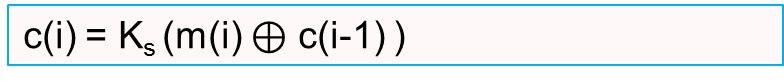 c(i) = Kₛ (m(i) ⊕ c(i-1) )